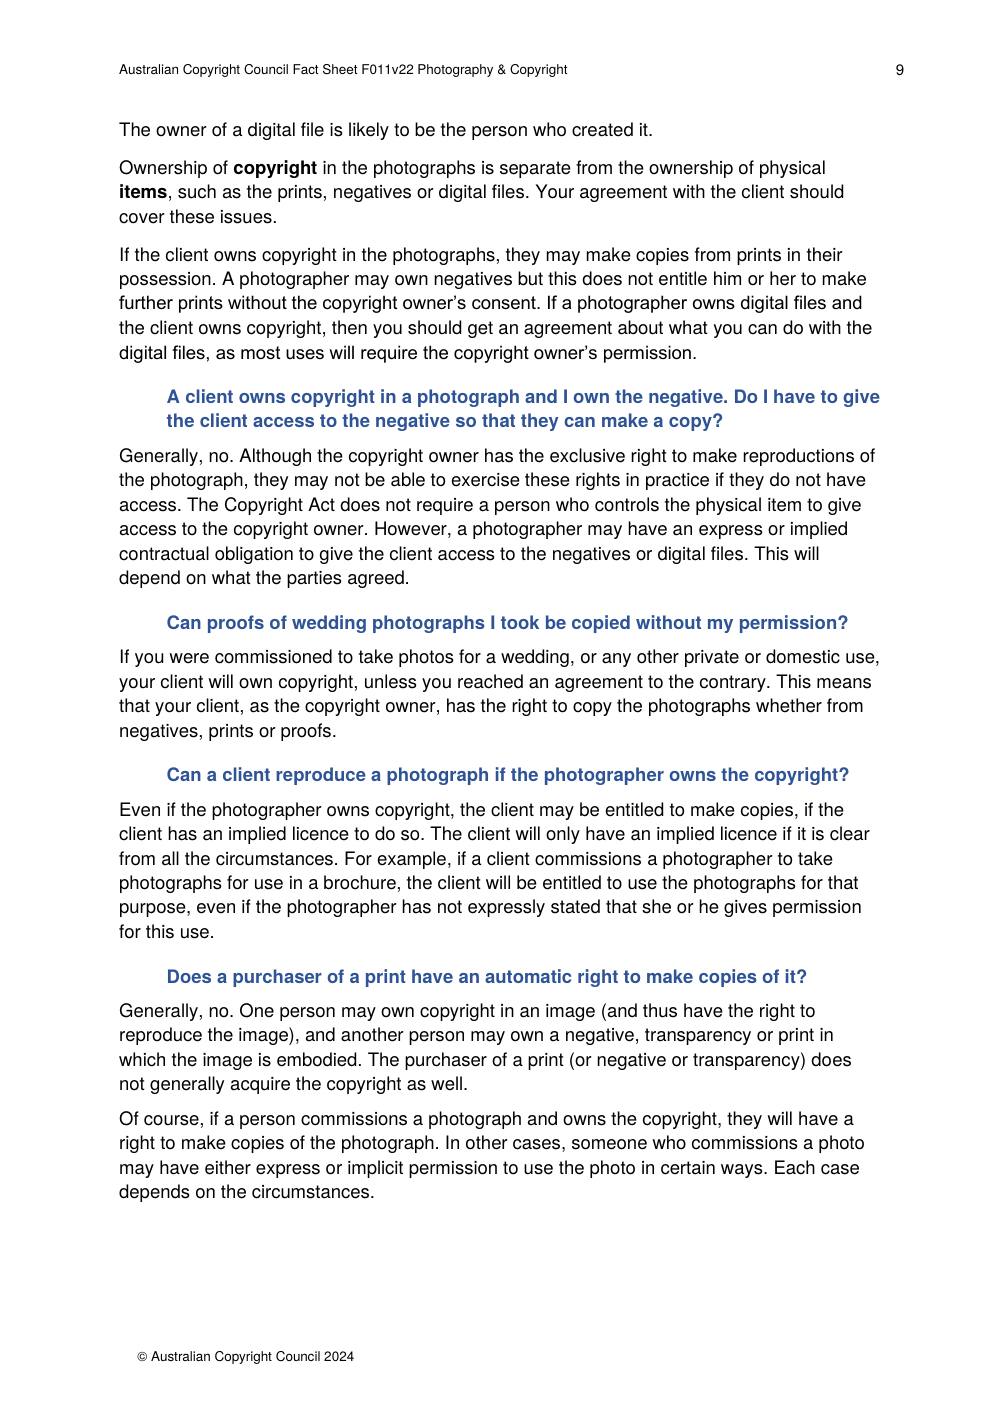 Australian Copyright Council Fact Sheet F011v22 Photography & Copyright 9
The owner of a digital file is likely to be the person who created it.
Ownership of copyright in the photographs is separate from the ownership of physical
items, such as the prints, negatives or digital files. Your agreement with the client should
cover these issues.
If the client owns copyright in the photographs, they may make copies from prints in their
possession. A photographer may own negatives but this does not entitle him or her to make
further prints without the copyright owner’s consent. If a photographer owns digital files and
the client owns copyright, then you should get an agreement about what you can do with the
digital files, as most uses will require the copyright owner’s permission.
A client owns copyright in a photograph and I own the negative. Do I have to give
the client access to the negative so that they can make a copy?
Generally, no. Although the copyright owner has the exclusive right to make reproductions of
the photograph, they may not be able to exercise these rights in practice if they do not have
access. The Copyright Act does not require a person who controls the physical item to give
access to the copyright owner. However, a photographer may have an express or implied
contractual obligation to give the client access to the negatives or digital files. This will
depend on what the parties agreed.
Can proofs of wedding photographs I took be copied without my permission?
If you were commissioned to take photos for a wedding, or any other private or domestic use,
your client will own copyright, unless you reached an agreement to the contrary. This means
that your client, as the copyright owner, has the right to copy the photographs whether from
negatives, prints or proofs.
Can a client reproduce a photograph if the photographer owns the copyright?
Even if the photographer owns copyright, the client may be entitled to make copies, if the
client has an implied licence to do so. The client will only have an implied licence if it is clear
from all the circumstances. For example, if a client commissions a photographer to take
photographs for use in a brochure, the client will be entitled to use the photographs for that
purpose, even if the photographer has not expressly stated that she or he gives permission
for this use.
Does a purchaser of a print have an automatic right to make copies of it?
Generally, no. One person may own copyright in an image (and thus have the right to
reproduce the image), and another person may own a negative, transparency or print in
which the image is embodied. The purchaser of a print (or negative or transparency) does
not generally acquire the copyright as well.
Of course, if a person commissions a photograph and owns the copyright, they will have a
right to make copies of the photograph. In other cases, someone who commissions a photo
may have either express or implicit permission to use the photo in certain ways. Each case
depends on the circumstances.
© Australian Copyright Council 2024